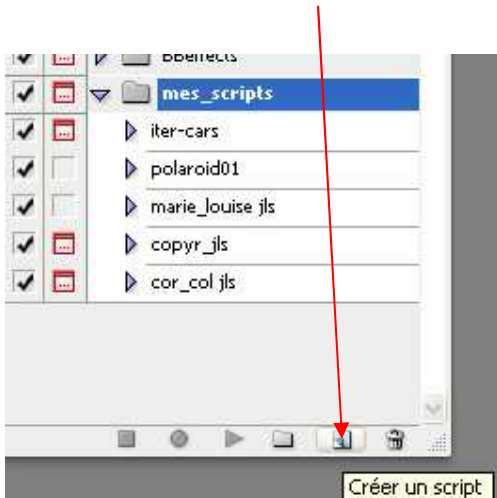 BBeffects
mes_scripts
iter-cars
polaroid01
marie_louise jls
copyr_jls
cor_col jls
Créer un script